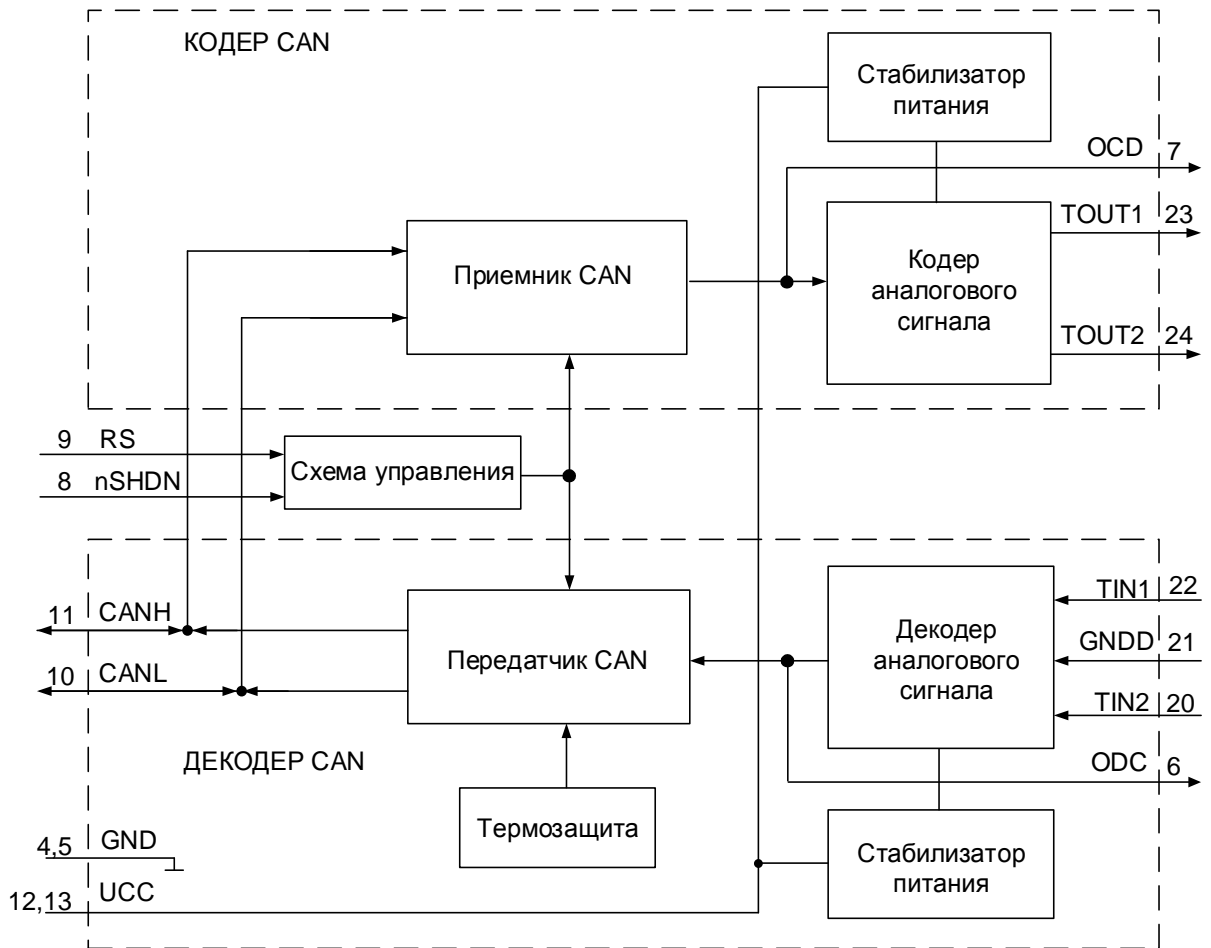 КОДЕР CAN
Стабилизатор
питания
OCD 7
TOUT1 23
Приемник CAN
Кодер
аналогового
сигнала
TOUT2 24
9 RS
8 nSHDN
Схема управления
11 CANH
10 CANL
Передатчик CAN
Декодер
аналогового
сигнала
TIN1 22
GNDD 21
TIN2 20
ДЕКОДЕР CAN
ODC 6
Термозащита
4,5 GND
Стабилизатор
питания
12,13 UCC